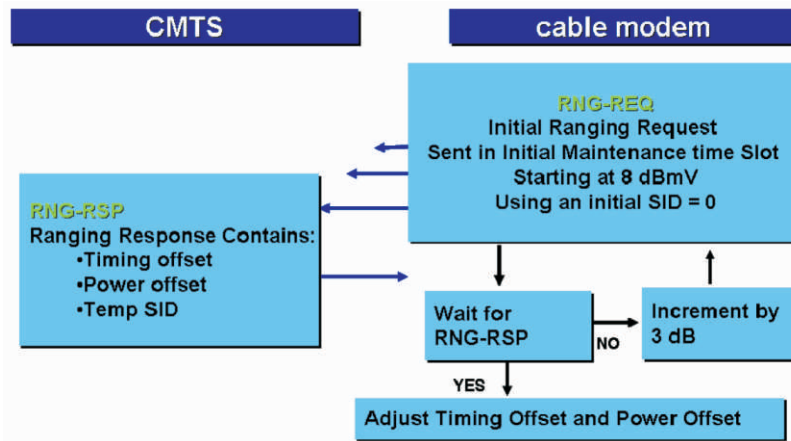 CMTS
cable modem
RNG-REQ
Initial Ranging Request
Sent in Initial Maintenance time Slot
Starting at 8 dBmV
Using an initial SID = 0
RNG-RSP
Ranging Response Contains:
•Timing offset
•Power offset
•Temp SID
Wait for
RNG-RSP
NO
Increment by
3 dB
YES
Adjust Timing Offset and Power Offset